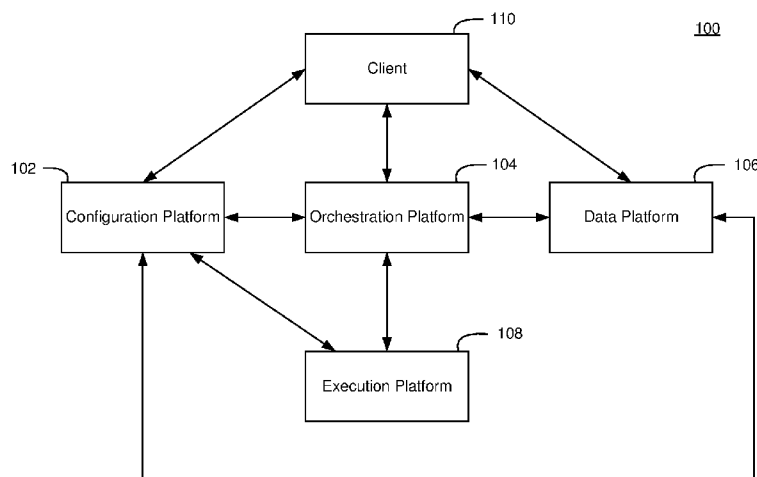 110
100
Client
102
104
106
Configuration Platform
Orchestration Platform
Data Platform
108
Execution Platform